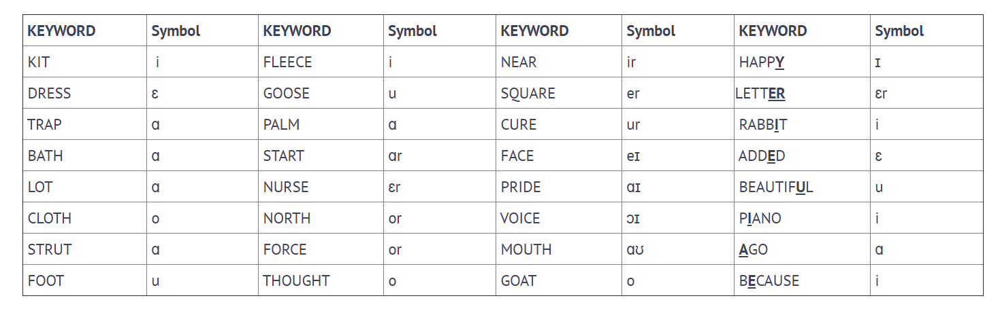 KEYWORD Symbol KEYWORD Symbol KEYWORD Symbol KEYWORD Symbol
KIT i FLEECE i NEAR ir HAPPY ɪ
DRESS ɛ GOOSE u SQUARE er LETTER ɛr
TRAP ɑ PALM ɑ CURE ur RABBIT i
BATH ɑ START ɑr FACE eɪ ADDED ɛ
LOT ɑ NURSE ɛr PRIDE ɑɪ BEAUTIFUL u
CLOTH o NORTH or VOICE ɔɪ PIANO i
STRUT ɑ FORCE or MOUTH ɑʊ AGO ɑ
FOOT u THOUGHT o GOAT o BECAUSE i